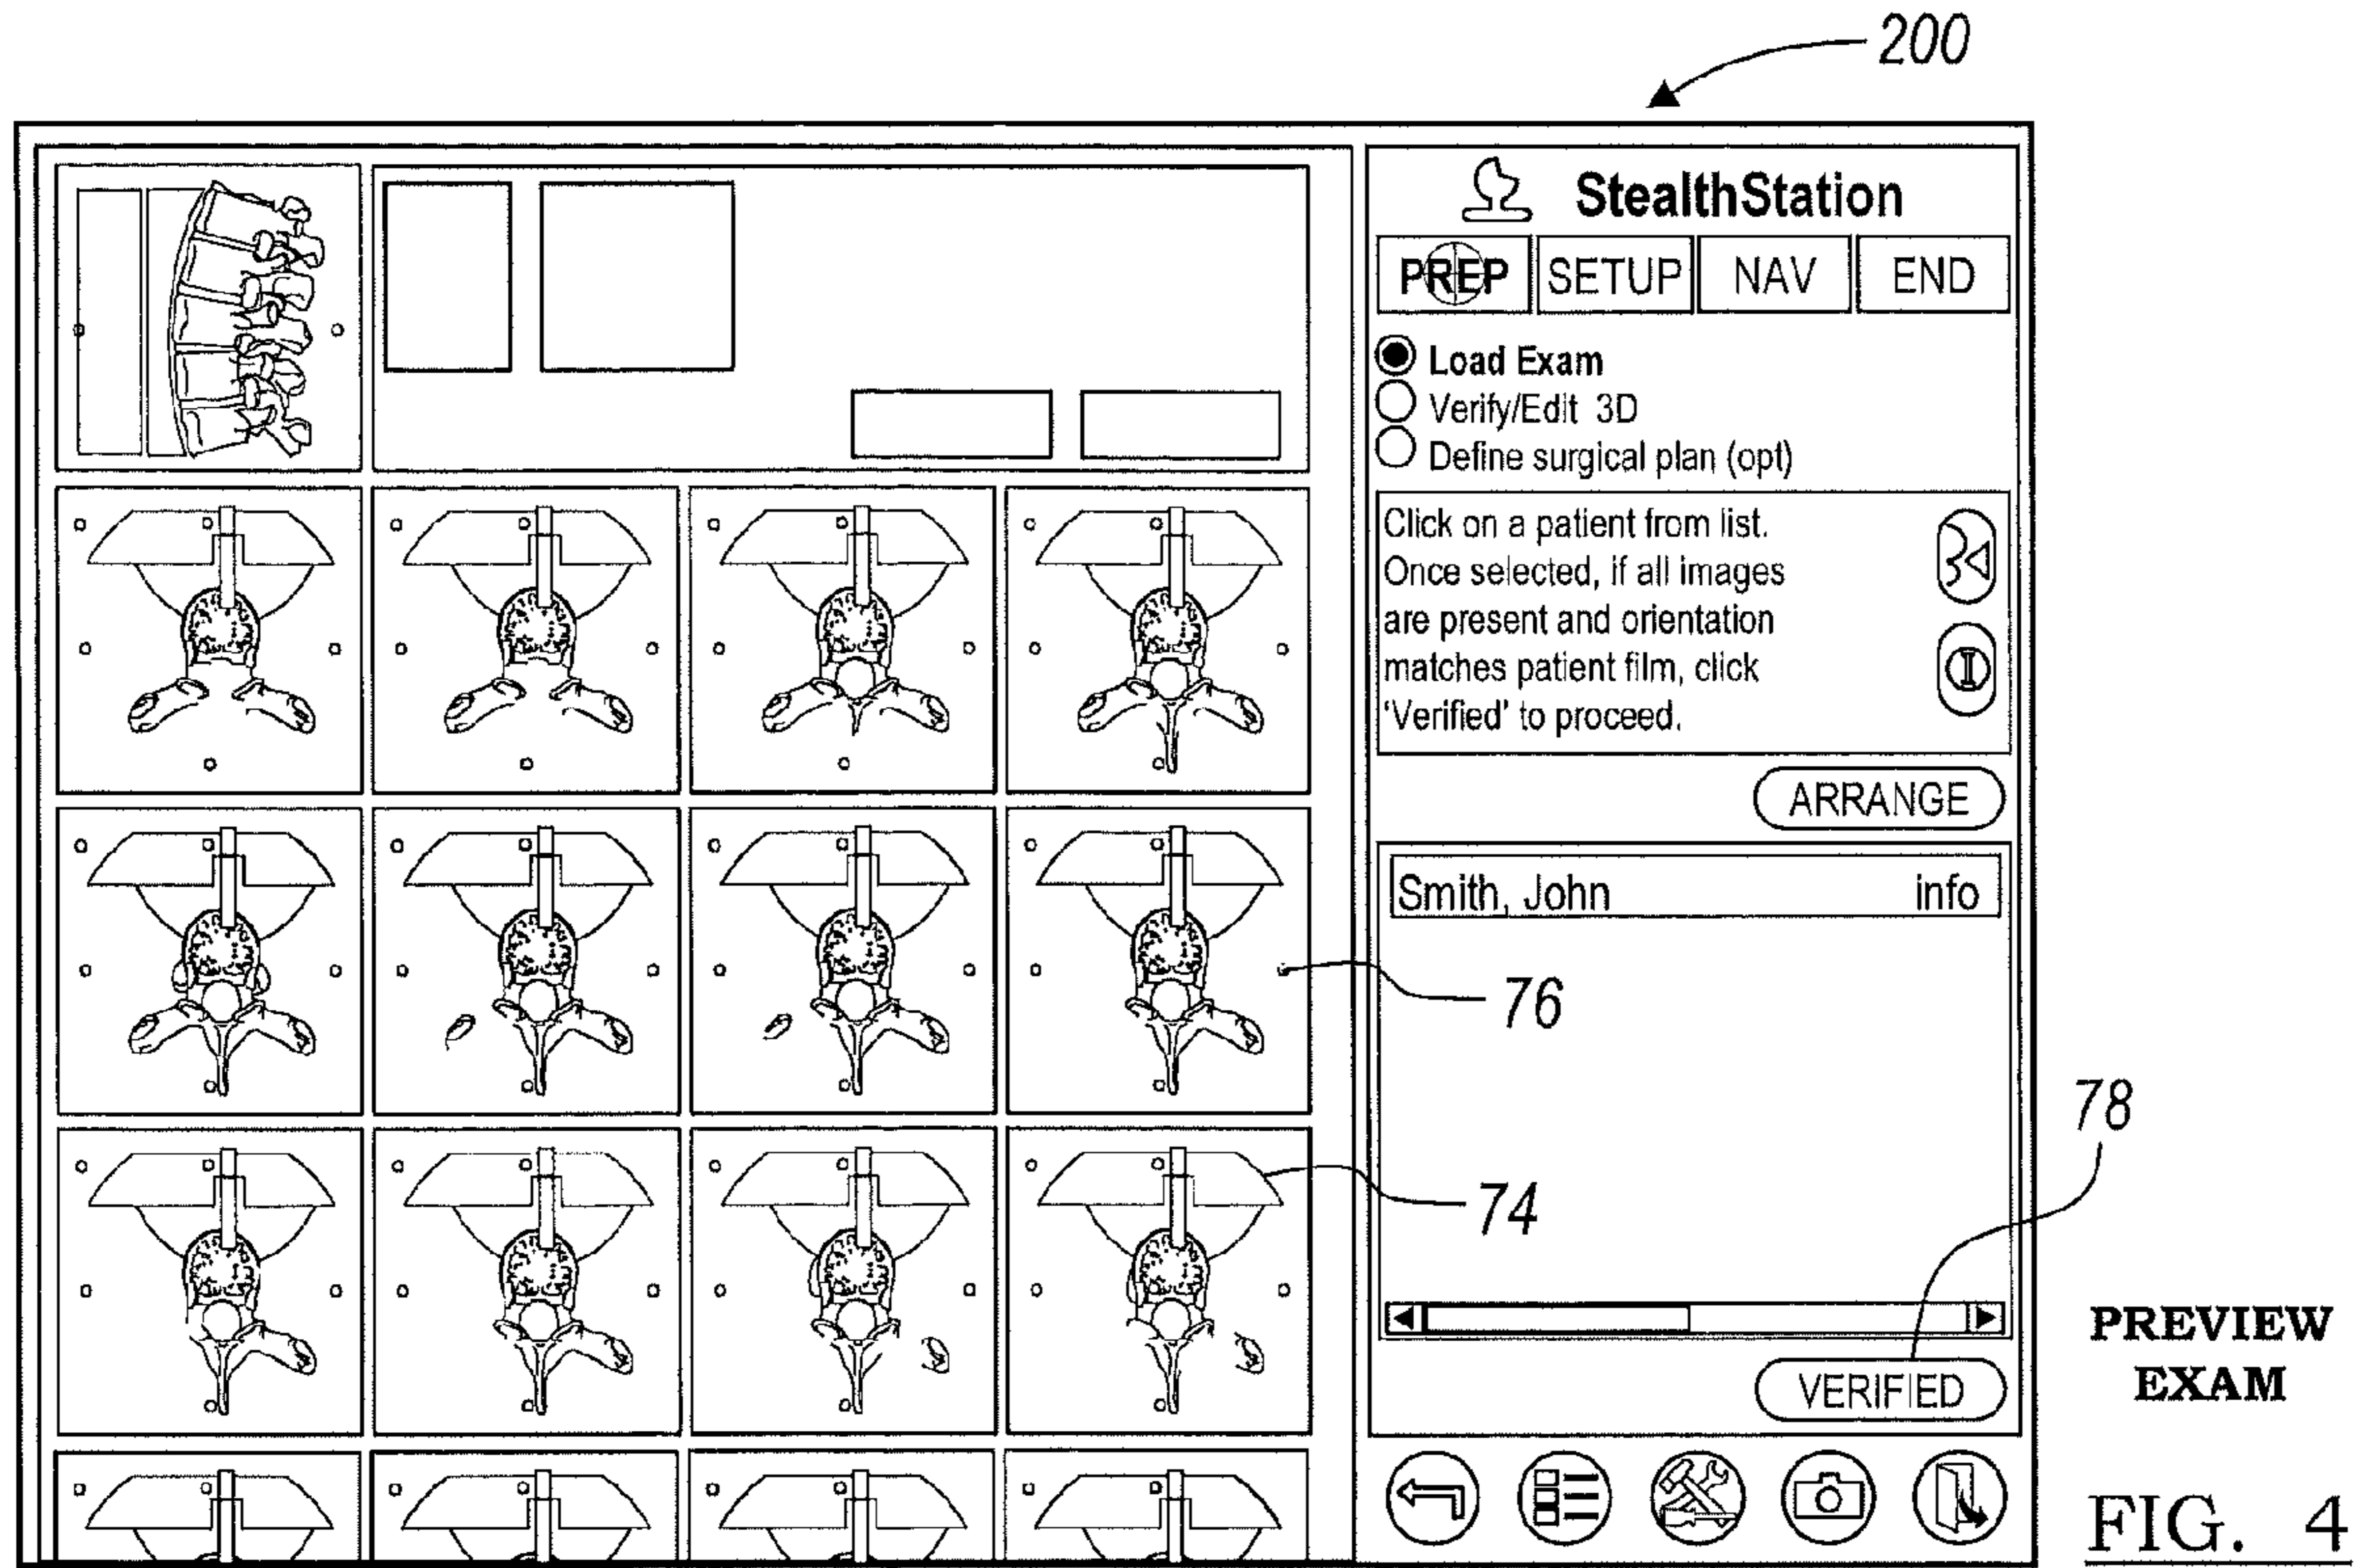 200
StealthStation
PREP SETUP NAV END
Load Exam
Verify/Edit 3D
Define surgical plan (opt)
Click on a patient from list.
Once selected, if all images
are present and orientation
matches patient film, click
‘Verified’ to proceed.
ARRANGE
Smith, John info
76
78
74
VERIFIED
PREVIEW
EXAM
FIG. 4